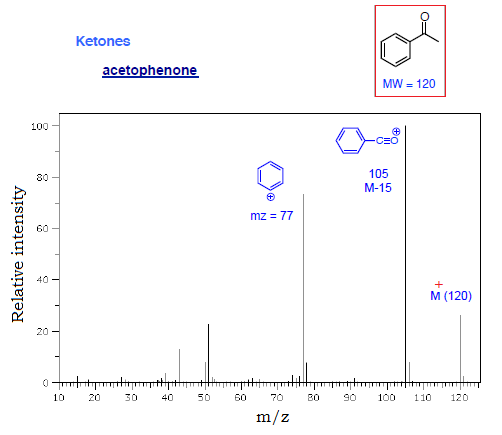 O
Ketones
acetophenone
MW = 120
Relative intensity
100
80
60
40
20
0
⊕
C≡O
105
M-15
⊕
mz = 77
+
M (120)
10 20 30 40 50 60 70 80 90 100 110 120
m/z